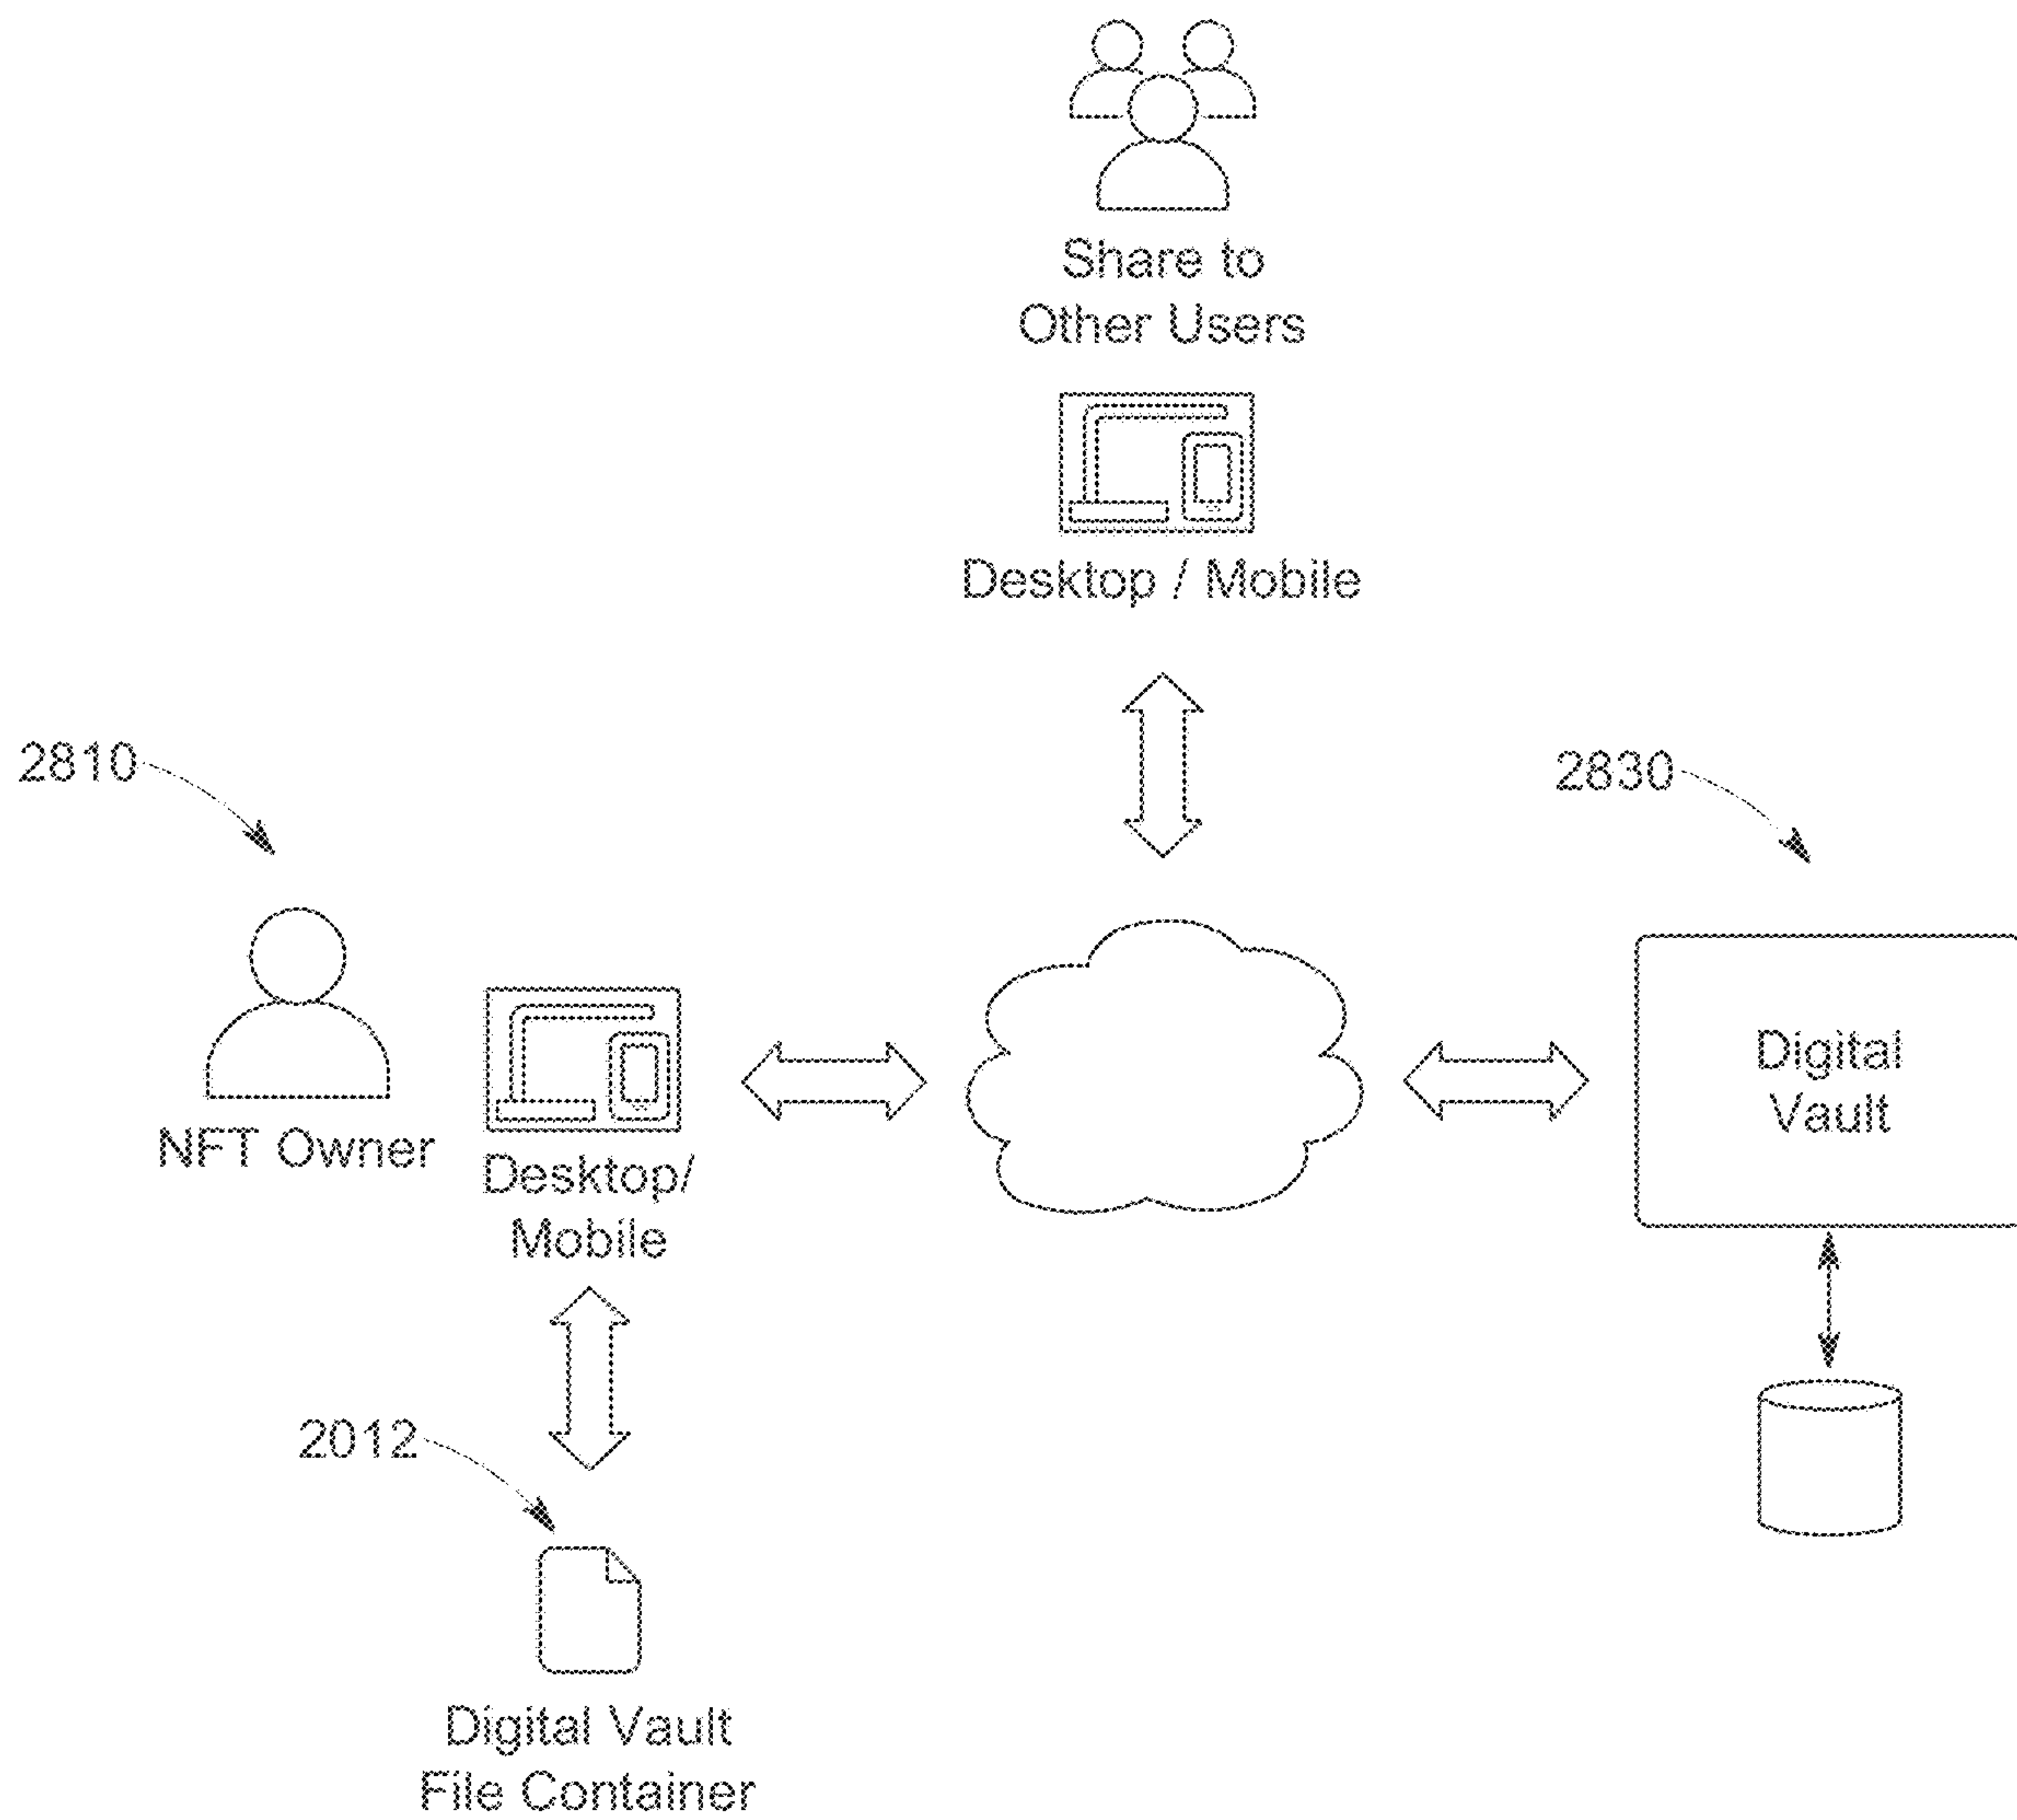 Share to
Other Users
Desktop / Mobile
2810
2830
NFT Owner
Desktop/
Mobile
Digital
Vault
2012
Digital Vault
File Container